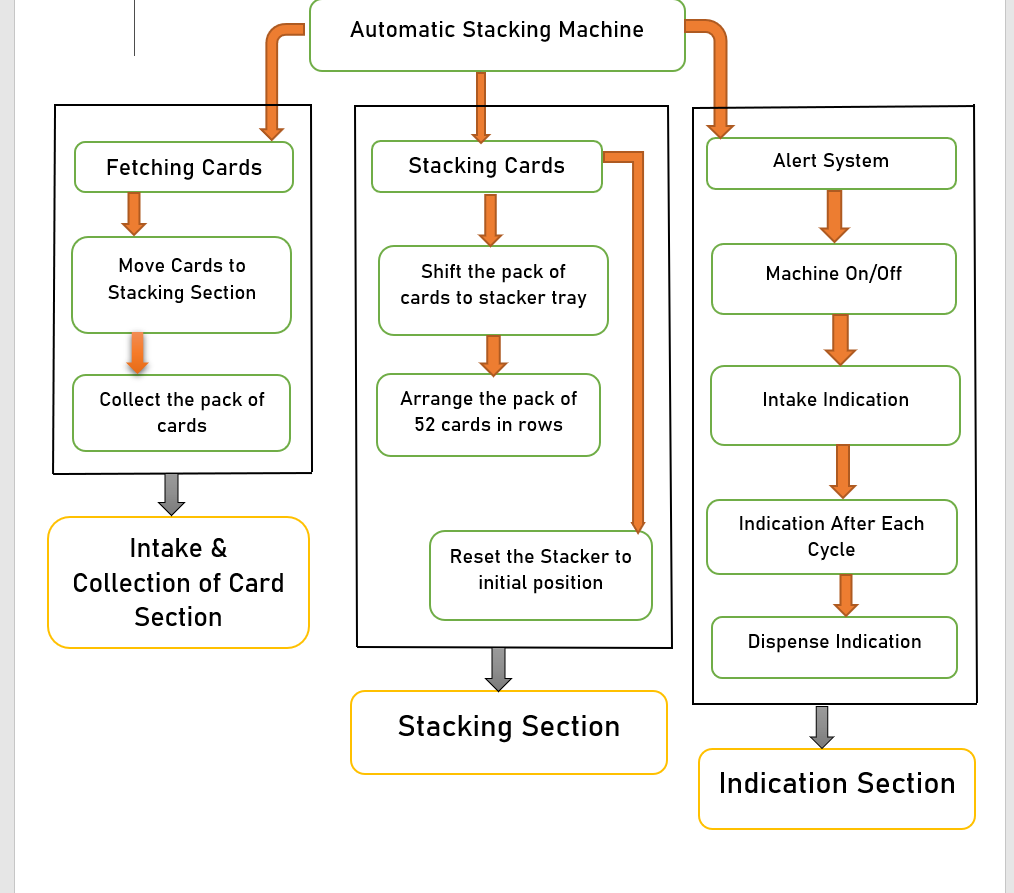 Automatic Stacking Machine
Fetching Cards
Move Cards to
Stacking Section
Collect the pack of
cards
Intake &
Collection of Card
Section
Stacking Cards
Shift the pack of
cards to stacker tray
Arrange the pack of
52 cards in rows
Reset the Stacker to
initial position
Stacking Section
Alert System
Machine On/Off
Intake Indication
Indication After Each
Cycle
Dispense Indication
Indication Section